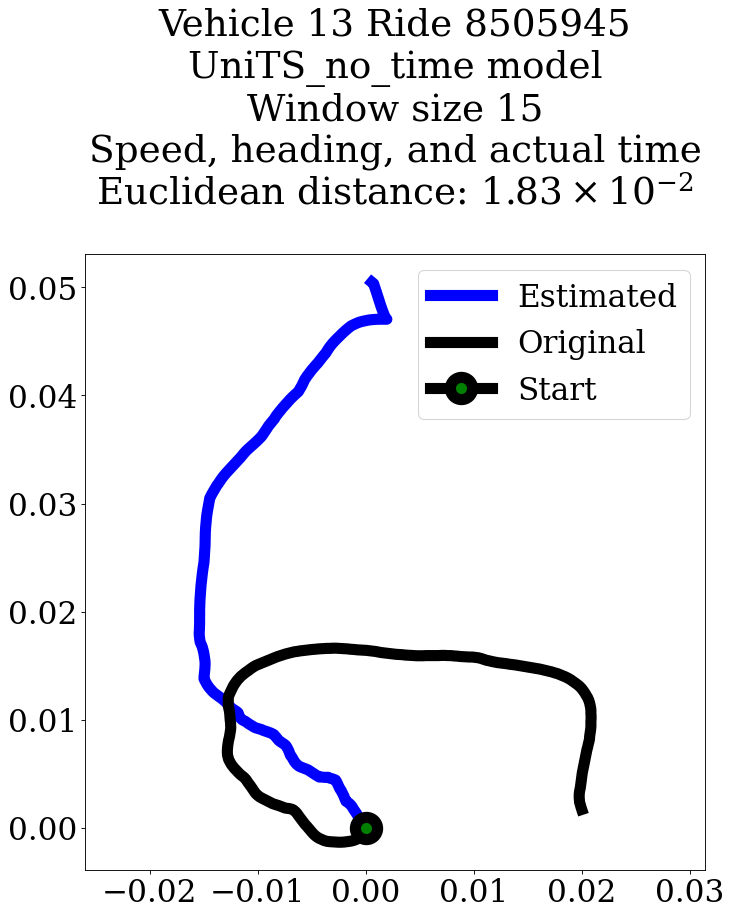 Vehicle 13 Ride 8505945
UniTS_no_time model
Window size 15
Speed, heading, and actual time
Euclidean distance: 1.83 × 10⁻²
Estimated
Original
Start
0.05
0.04
0.03
0.02
0.01
0.00
−0.02 −0.01 0.00 0.01 0.02 0.03